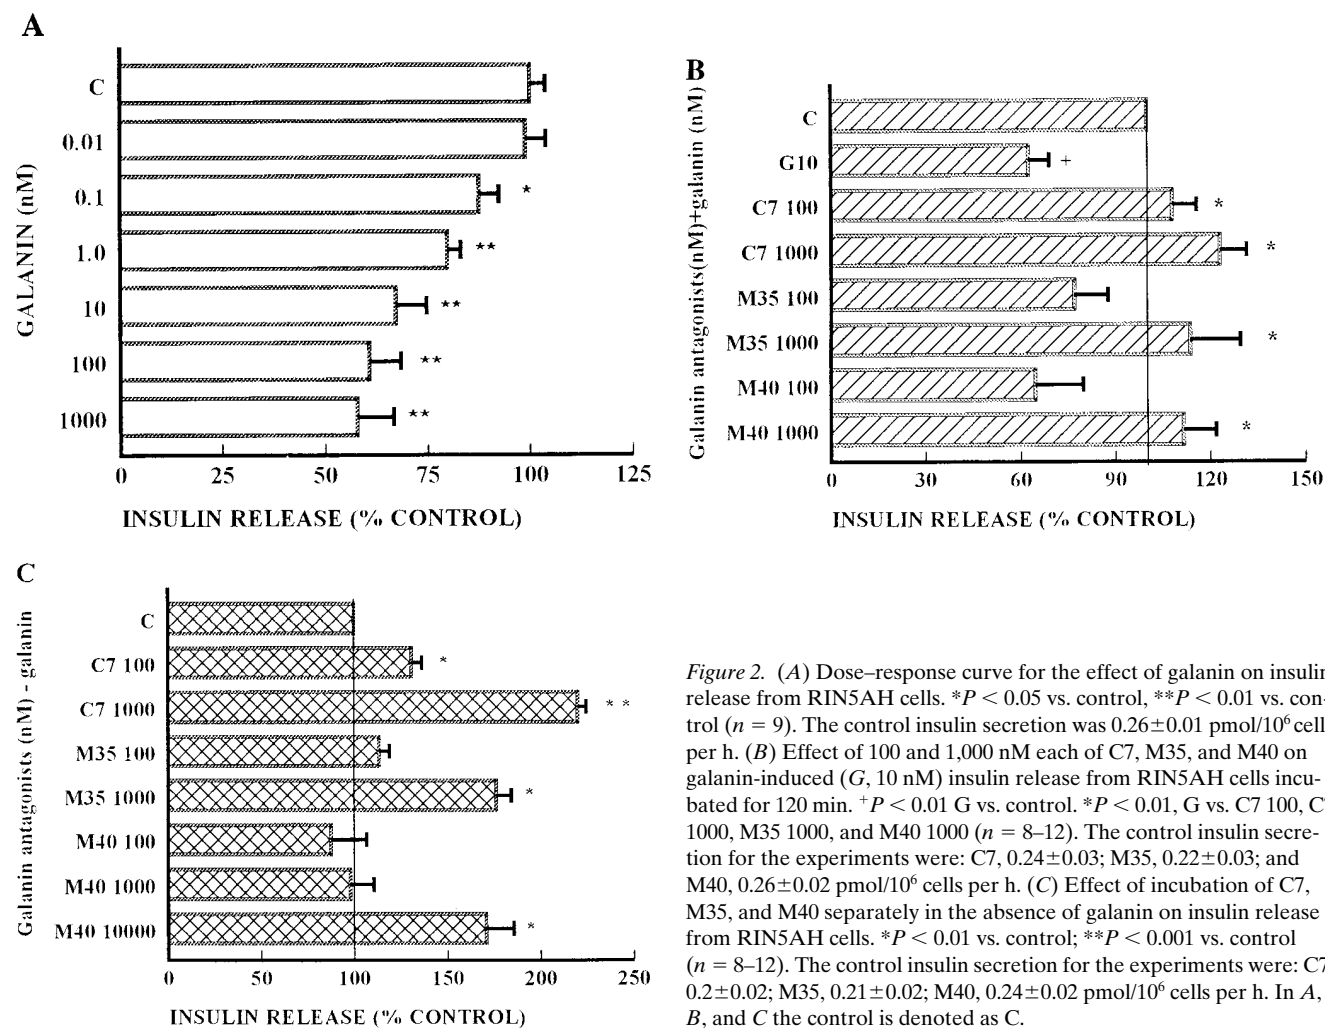 A
GALANIN (nM)
C
0.01
0.1
*
1.0
**
10
**
100
**
1000
**
0 25 50 75 100 125
INSULIN RELEASE (% CONTROL)
B
Galanin antagonists(nM)+galanin (nM)
C
G10
+
C7 100
*
C7 1000
*
M35 100
M35 1000
*
M40 100
M40 1000
*
0 30 60 90 120 150
INSULIN RELEASE (% CONTROL)
C
Galanin antagonists (nM) - galanin
C
C7 100
*
C7 1000
* *
M35 100
M35 1000
*
M40 100
M40 1000
M40 10000
*
0 50 100 150 200 250
INSULIN RELEASE (% CONTROL)
Figure 2. (A) Dose–response curve for the effect of galanin on insulin
release from RIN5AH cells. *P < 0.05 vs. control, **P < 0.01 vs. con-
trol (n = 9). The control insulin secretion was 0.26±0.01 pmol/10⁶ cell
per h. (B) Effect of 100 and 1,000 nM each of C7, M35, and M40 on
galanin-induced (G, 10 nM) insulin release from RIN5AH cells incu-
bated for 120 min. ⁺P < 0.01 G vs. control. *P < 0.01, G vs. C7 100, C
1000, M35 1000, and M40 1000 (n = 8–12). The control insulin secre-
tion for the experiments were: C7, 0.24±0.03; M35, 0.22±0.03; and
M40, 0.26±0.02 pmol/10⁶ cells per h. (C) Effect of incubation of C7,
M35, and M40 separately in the absence of galanin on insulin release
from RIN5AH cells. *P < 0.01 vs. control; **P < 0.001 vs. control
(n = 8–12). The control insulin secretion for the experiments were: C7
0.2±0.02; M35, 0.21±0.02; M40, 0.24±0.02 pmol/10⁶ cells per h. In A,
B, and C the control is denoted as C.